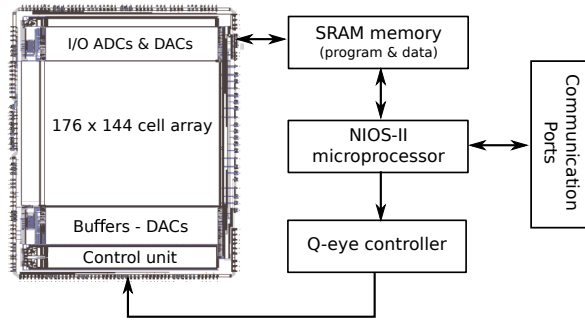 I/O ADCs & DACs
176 x 144 cell array
Buffers - DACs
Control unit
SRAM memory
(program & data)
NIOS-II
microprocessor
Q-eye controller
Communication
Ports